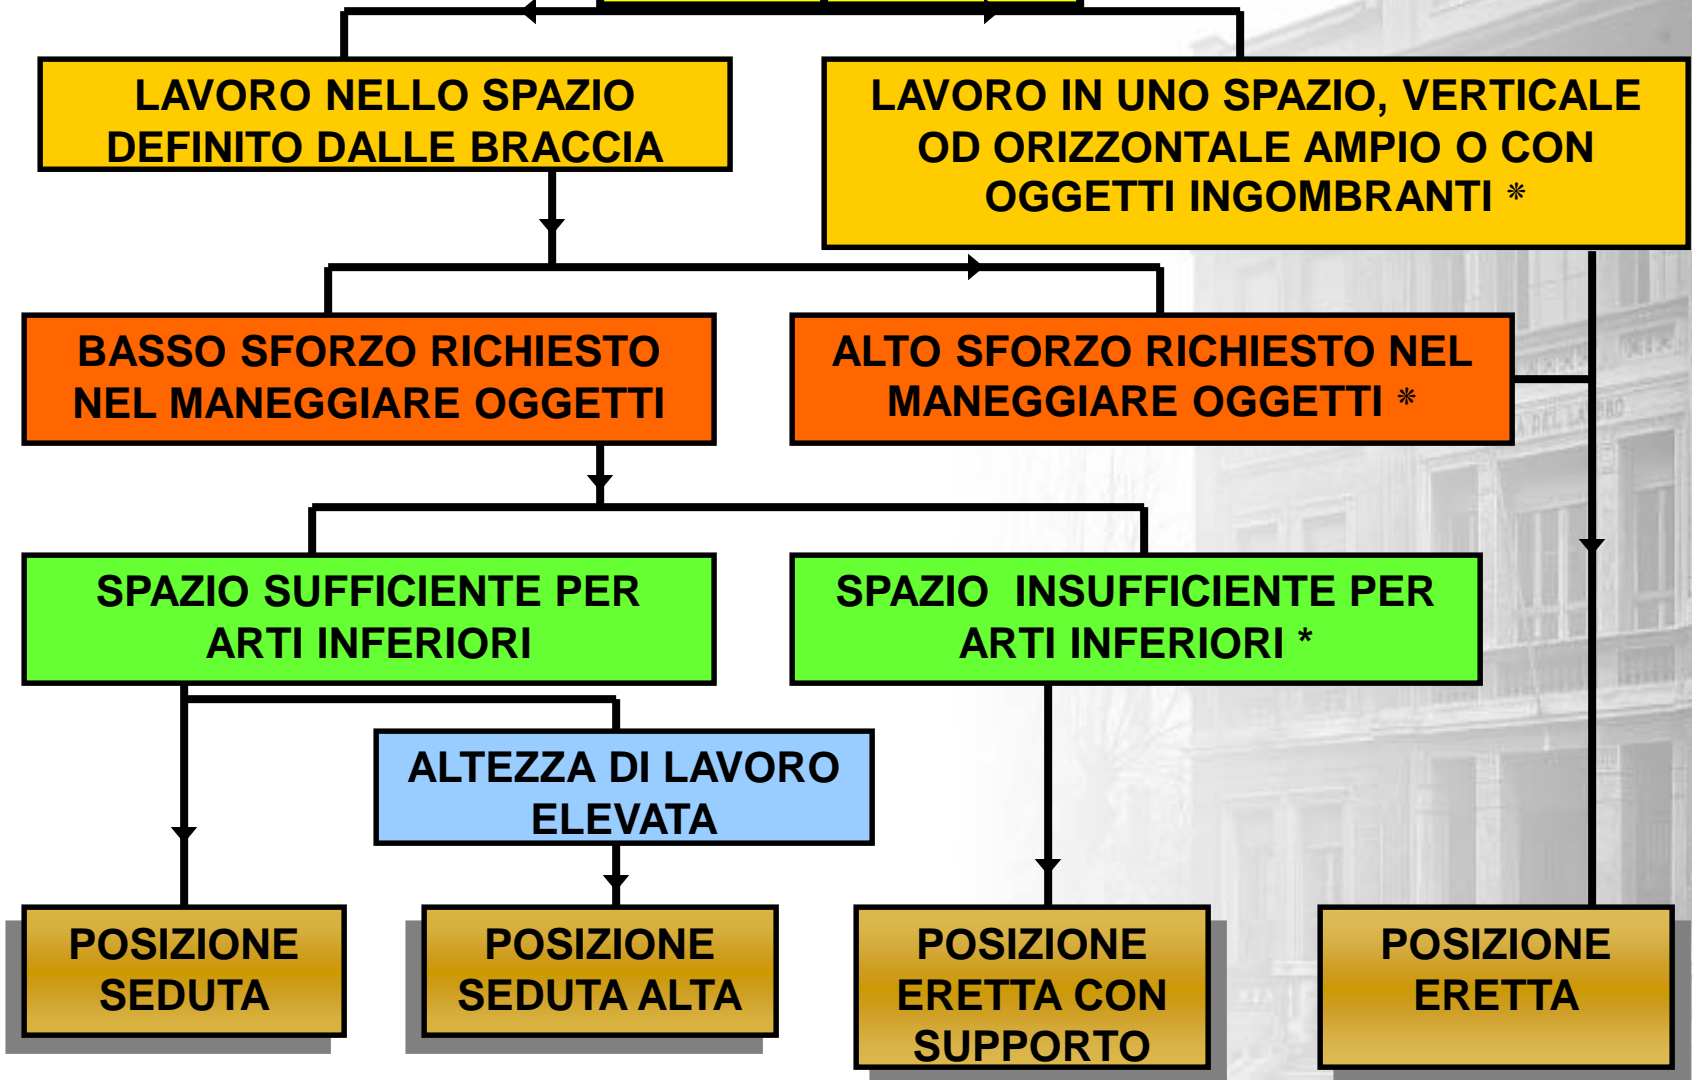 LAVORO NELLO SPAZIO
DEFINITO DALLE BRACCIA
LAVORO IN UNO SPAZIO, VERTICALE
OD ORIZZONTALE AMPIO O CON
OGGETTI INGOMBRANTI *
BASSO SFORZO RICHIESTO
NEL MANEGGIARE OGGETTI
ALTO SFORZO RICHIESTO NEL
MANEGGIARE OGGETTI *
SPAZIO SUFFICIENTE PER
ARTI INFERIORI
SPAZIO INSUFFICIENTE PER
ARTI INFERIORI *
ALTEZZA DI LAVORO
ELEVATA
POSIZIONE
SEDUTA
POSIZIONE
SEDUTA ALTA
POSIZIONE
ERETTA CON
SUPPORTO
POSIZIONE
ERETTA
DEL LAVORO